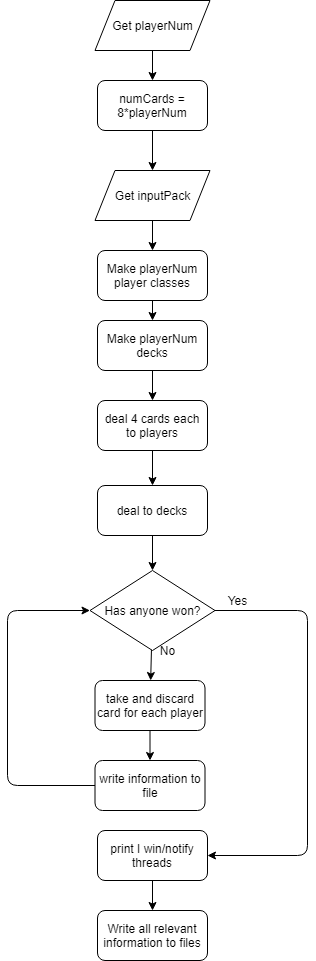 Get playerNum
numCards =
8*playerNum
Get inputPack
Make playerNum
player classes
Make playerNum
decks
deal 4 cards each
to players
deal to decks
Has anyone won?
Yes
No
take and discard
card for each player
write information to
file
print I win/notify
threads
Write all relevant
information to files